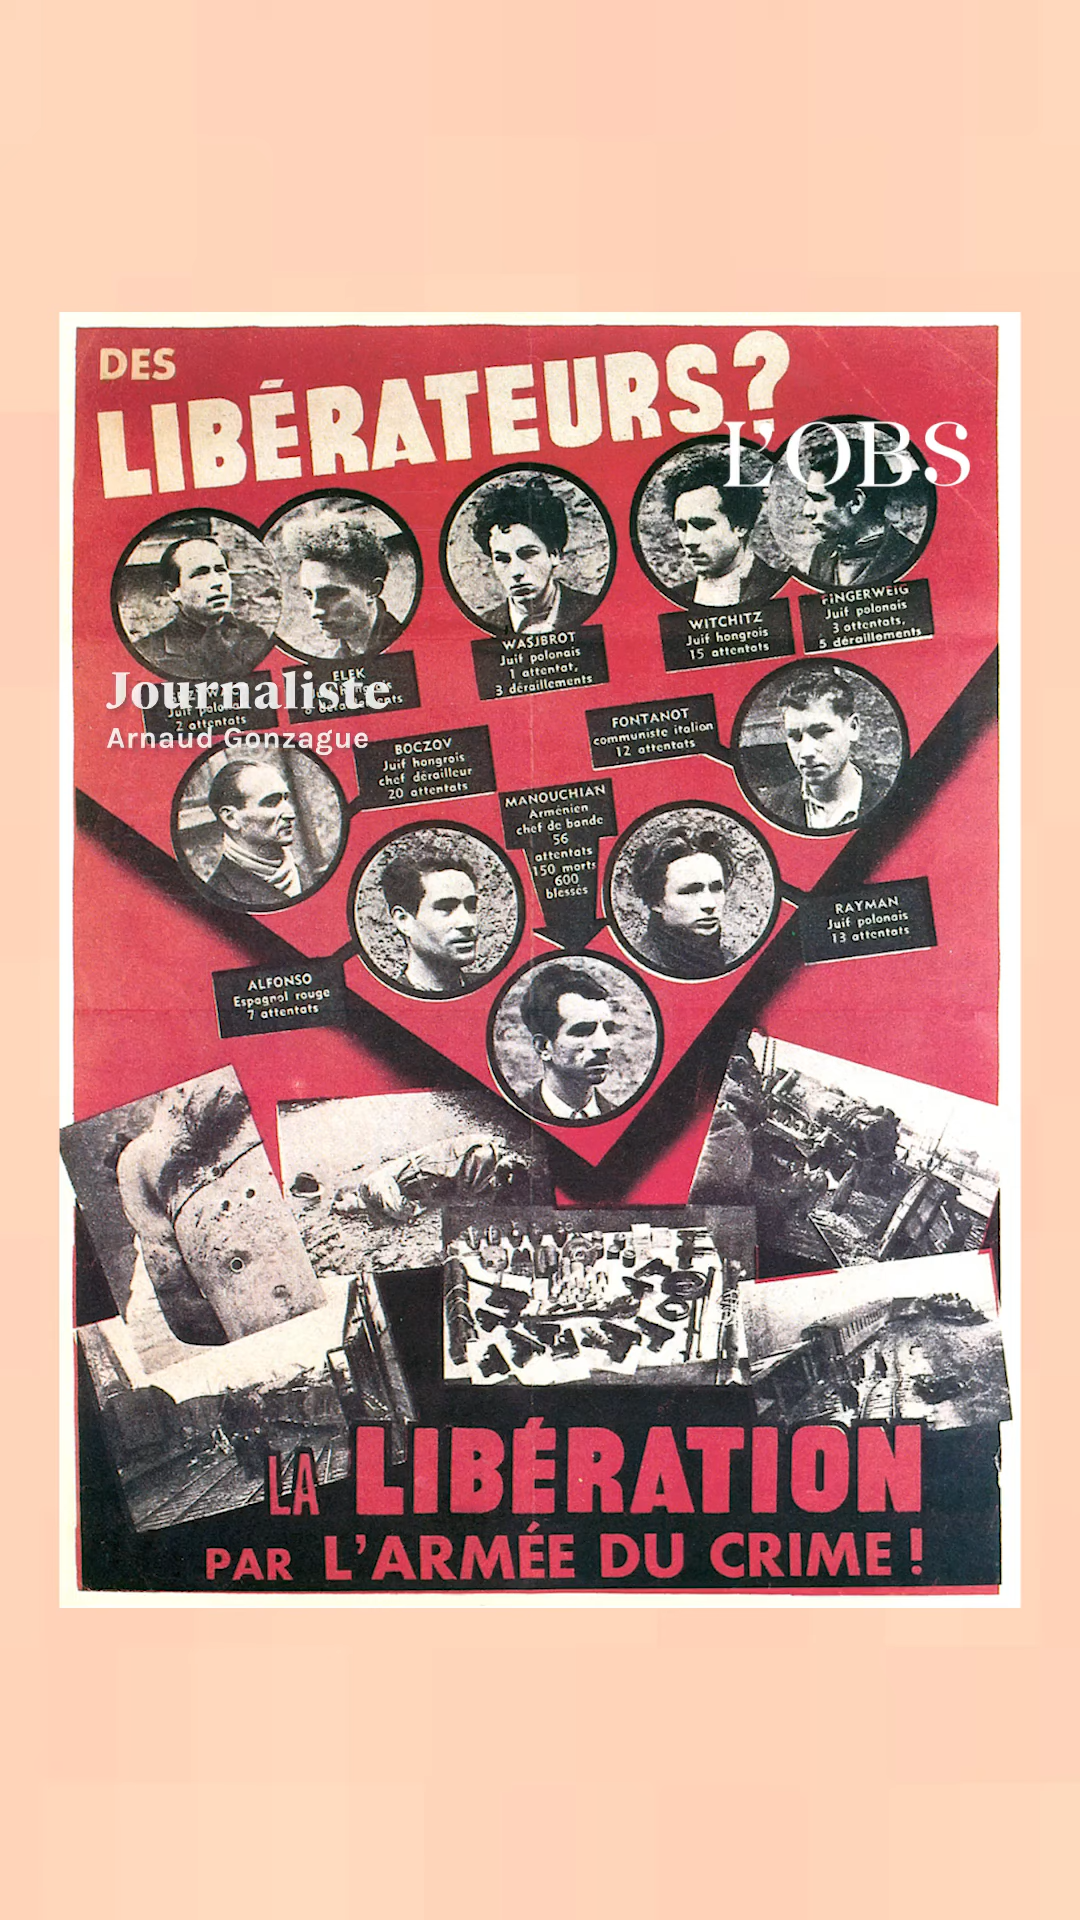 DES
LIBÉRATEURS?
L'OBS
WASJBROT
Juif polonais
1 attentat,
3 déraillements
WITCHITZ
Juif hongrois
15 attentats
FINGERWEIG
Juif polonais
3 attentats,
5 déraillements
ELEK
Journaliste
Arnaud Gonzague
Juif polonais
2 attentats
BOCZOV
Juif hongrois
chef dérailleur
20 attentats
FONTANOT
communiste italien
12 attentats
MANOUCHIAN
Arménien
chef de bande
56
attentats
150 morts
600
blessés
RAYMAN
Juif polonais
13 attentats
ALFONSO
Espagnol rouge
7 attentats
LA LIBÉRATION
PAR L'ARMÉE DU CRIME!